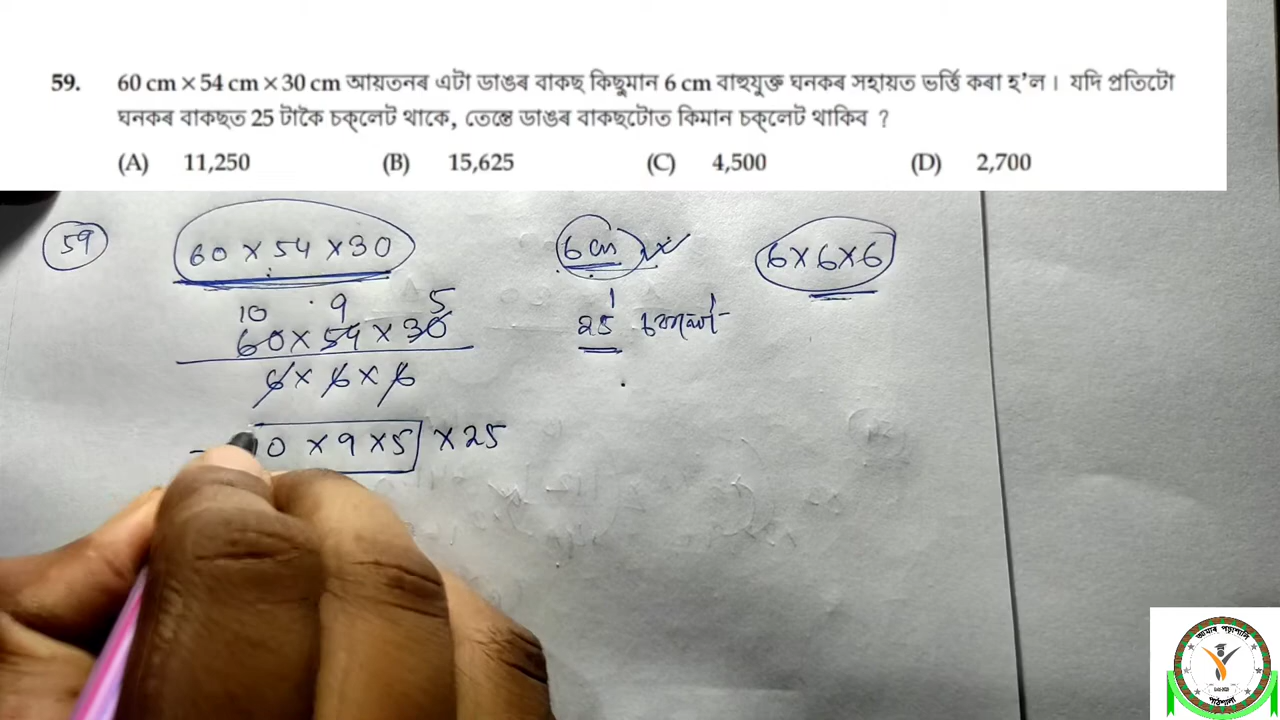 59. 60 cm × 54 cm × 30 cm আয়তনৰ এটা ডাঙৰ বাকছ কিছুমান 6 cm বাহুযুক্ত ঘনকৰ সহায়ত ভৰ্ত্তি কৰা হ’ল। যদি প্ৰতিটো
ঘনকৰ বাকছত 25 টাকৈ চক্‌লেট থাকে, তেন্তে ডাঙৰ বাকছটোত কিমান চক্‌লেট থাকিব ?
(A) 11,250 (B) 15,625 (C) 4,500 (D) 2,700
59 60 × 54 × 30 6 cm 6×6×6
10 9 5
60 × 54 × 30 25
6 × 6 × 6
0 × 9 × 5 × 25
আমাৰ পঢ়াশালি
পাঠশালা